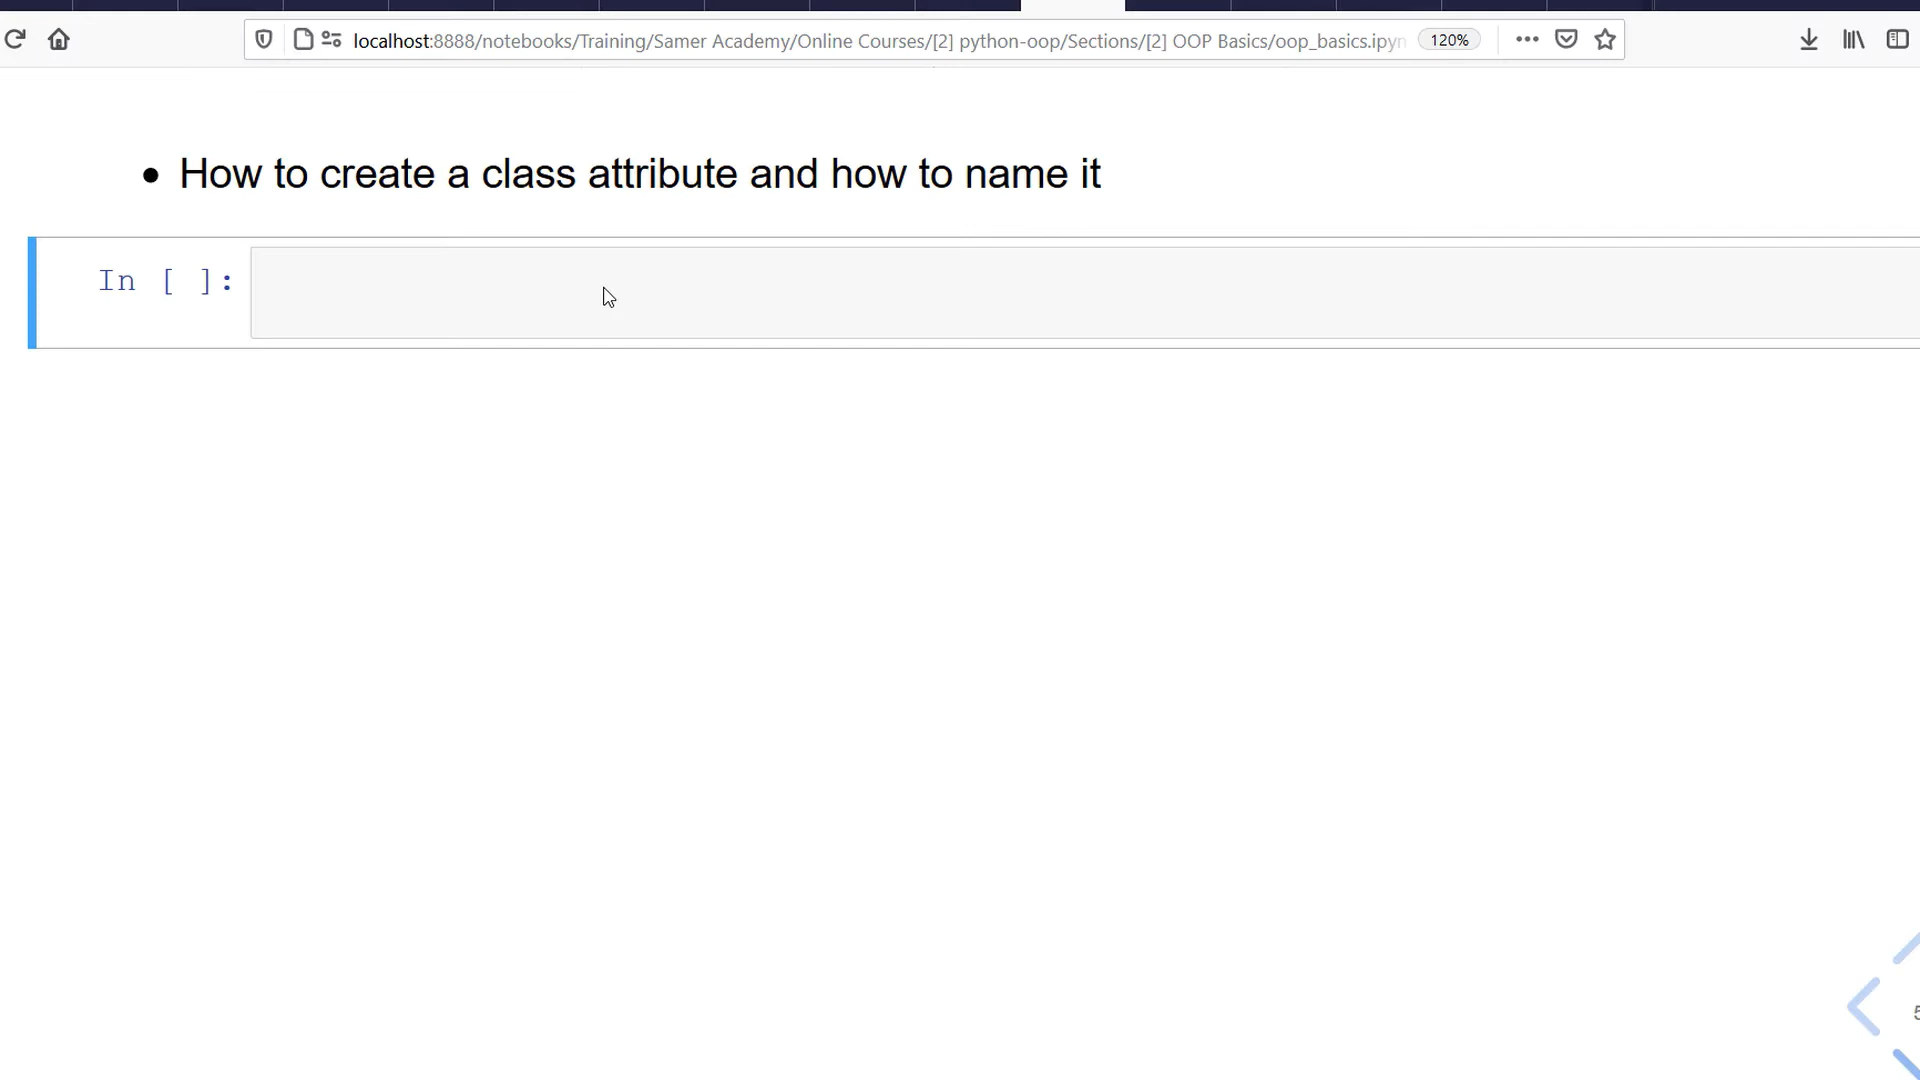 localhost:8888/notebooks/Training/Samer Academy/Online Courses/[2] python-oop/Sections/[2] OOP Basics/oop_basics.ipyn
120%
• How to create a class attribute and how to name it
In [ ]: